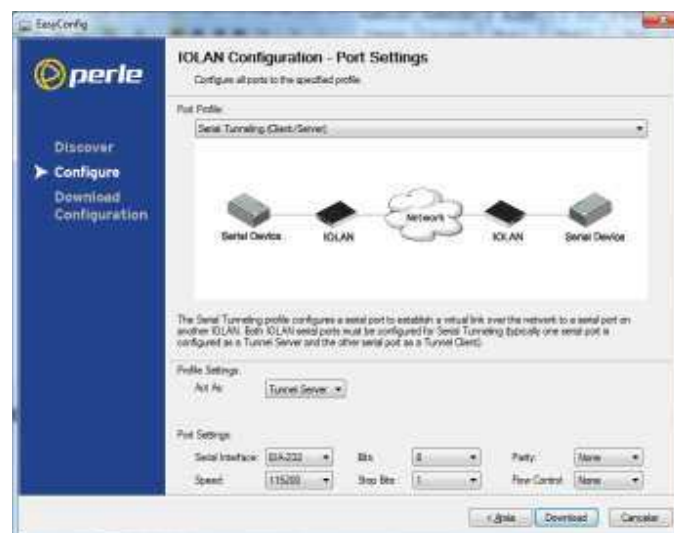 EasyConfig
perle
IOLAN Configuration - Port Settings
Configure all ports to the specified profile.
Discover
Configure
Download Configuration
Port Profile:
Serial Tunneling (Client/Server)
Serial Device
IOLAN
Network
IOLAN
Serial Device
The Serial Tunneling profile configures a serial port to establish a virtual link over the network to a serial port on
another IOLAN. Both IOLAN serial ports must be configured for Serial Tunneling (typically one serial port is
configured as a Tunnel Server and the other serial port as a Tunnel Client).
Profile Settings:
Act As:
Tunnel Server
Port Settings:
Serial Interface: EIA-232
Bits: 8
Parity: None
Speed: 115200
Stop Bits: 1
Flow Control: None
< Atrás
Download
Cancelar